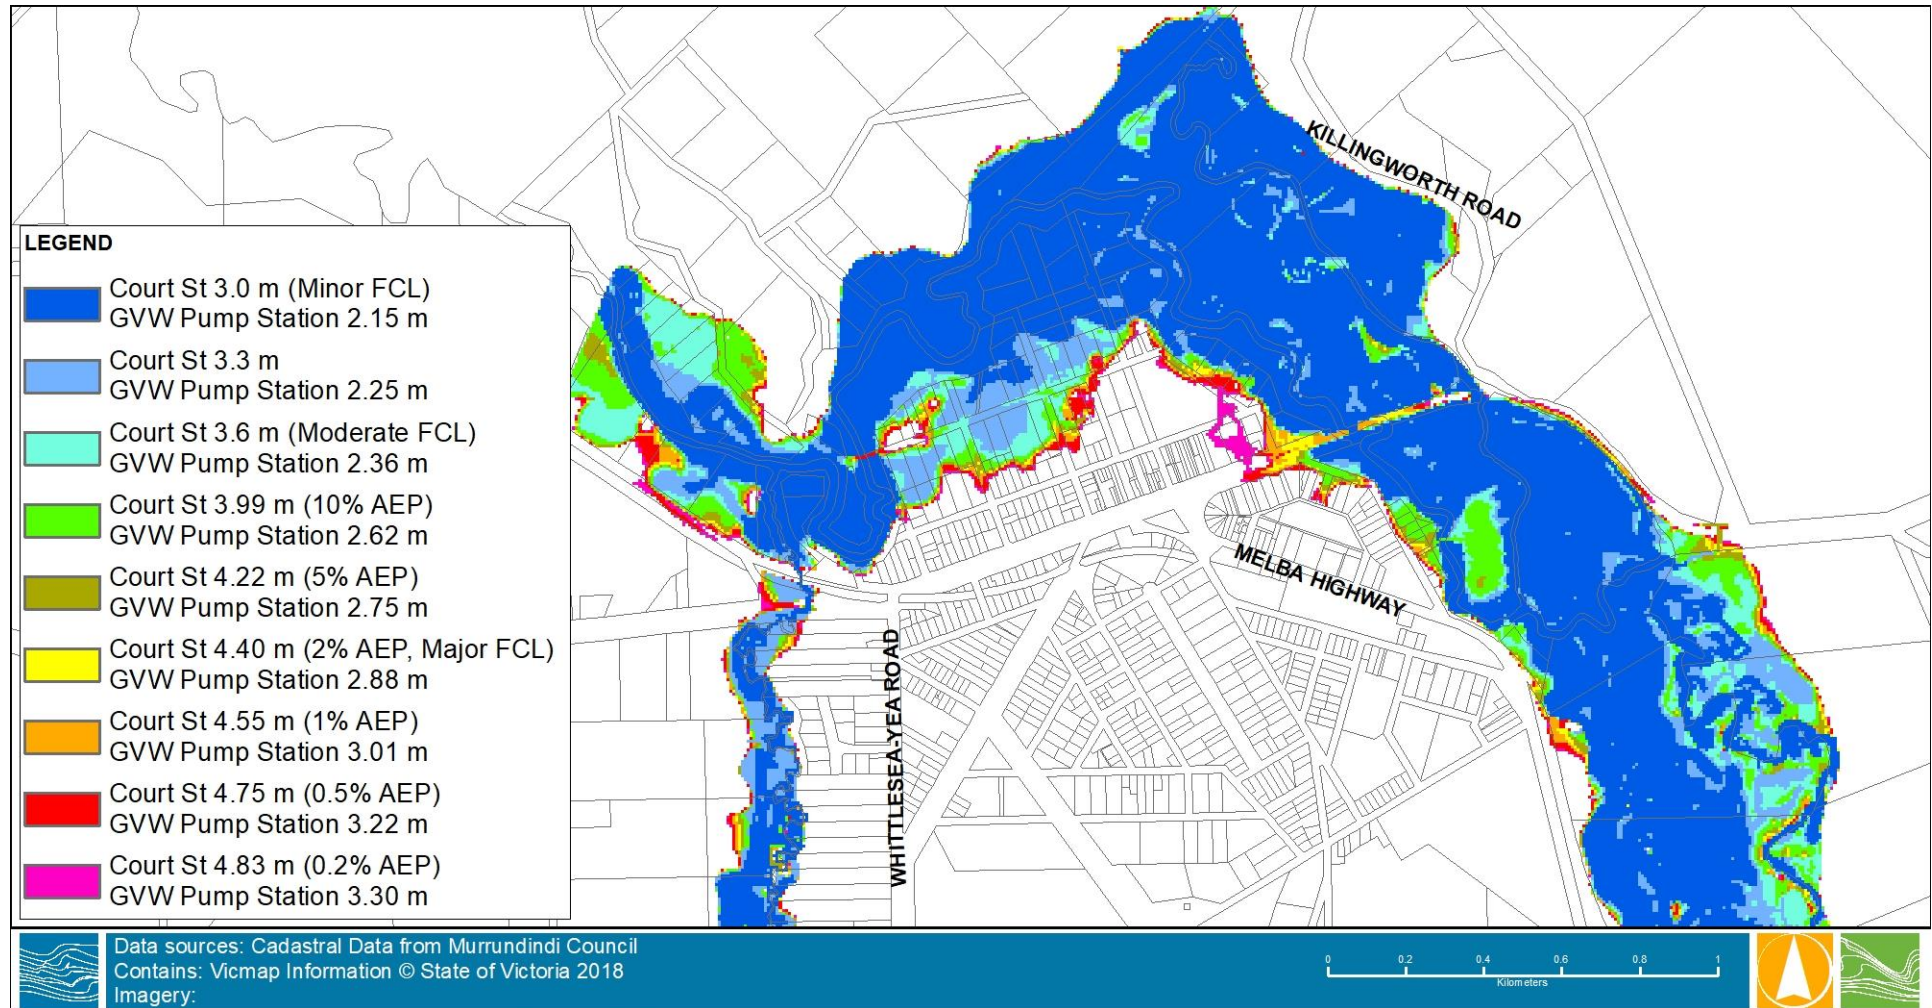 KILLINGWORTH ROAD
LEGEND
Court St 3.0 m (Minor FCL)
GVW Pump Station 2.15 m
Court St 3.3 m
GVW Pump Station 2.25 m
Court St 3.6 m (Moderate FCL)
GVW Pump Station 2.36 m
Court St 3.99 m (10% AEP)
GVW Pump Station 2.62 m
Court St 4.22 m (5% AEP)
GVW Pump Station 2.75 m
Court St 4.40 m (2% AEP, Major FCL)
GVW Pump Station 2.88 m
Court St 4.55 m (1% AEP)
GVW Pump Station 3.01 m
Court St 4.75 m (0.5% AEP)
GVW Pump Station 3.22 m
Court St 4.83 m (0.2% AEP)
GVW Pump Station 3.30 m
MELBA HIGHWAY
WHITTLESEA-YEA ROAD
Data sources: Cadastral Data from Murrundindi Council
Contains: Vicmap Information © State of Victoria 2018
Imagery:
0 0.2 0.4 0.6 0.8 1
Kilometers